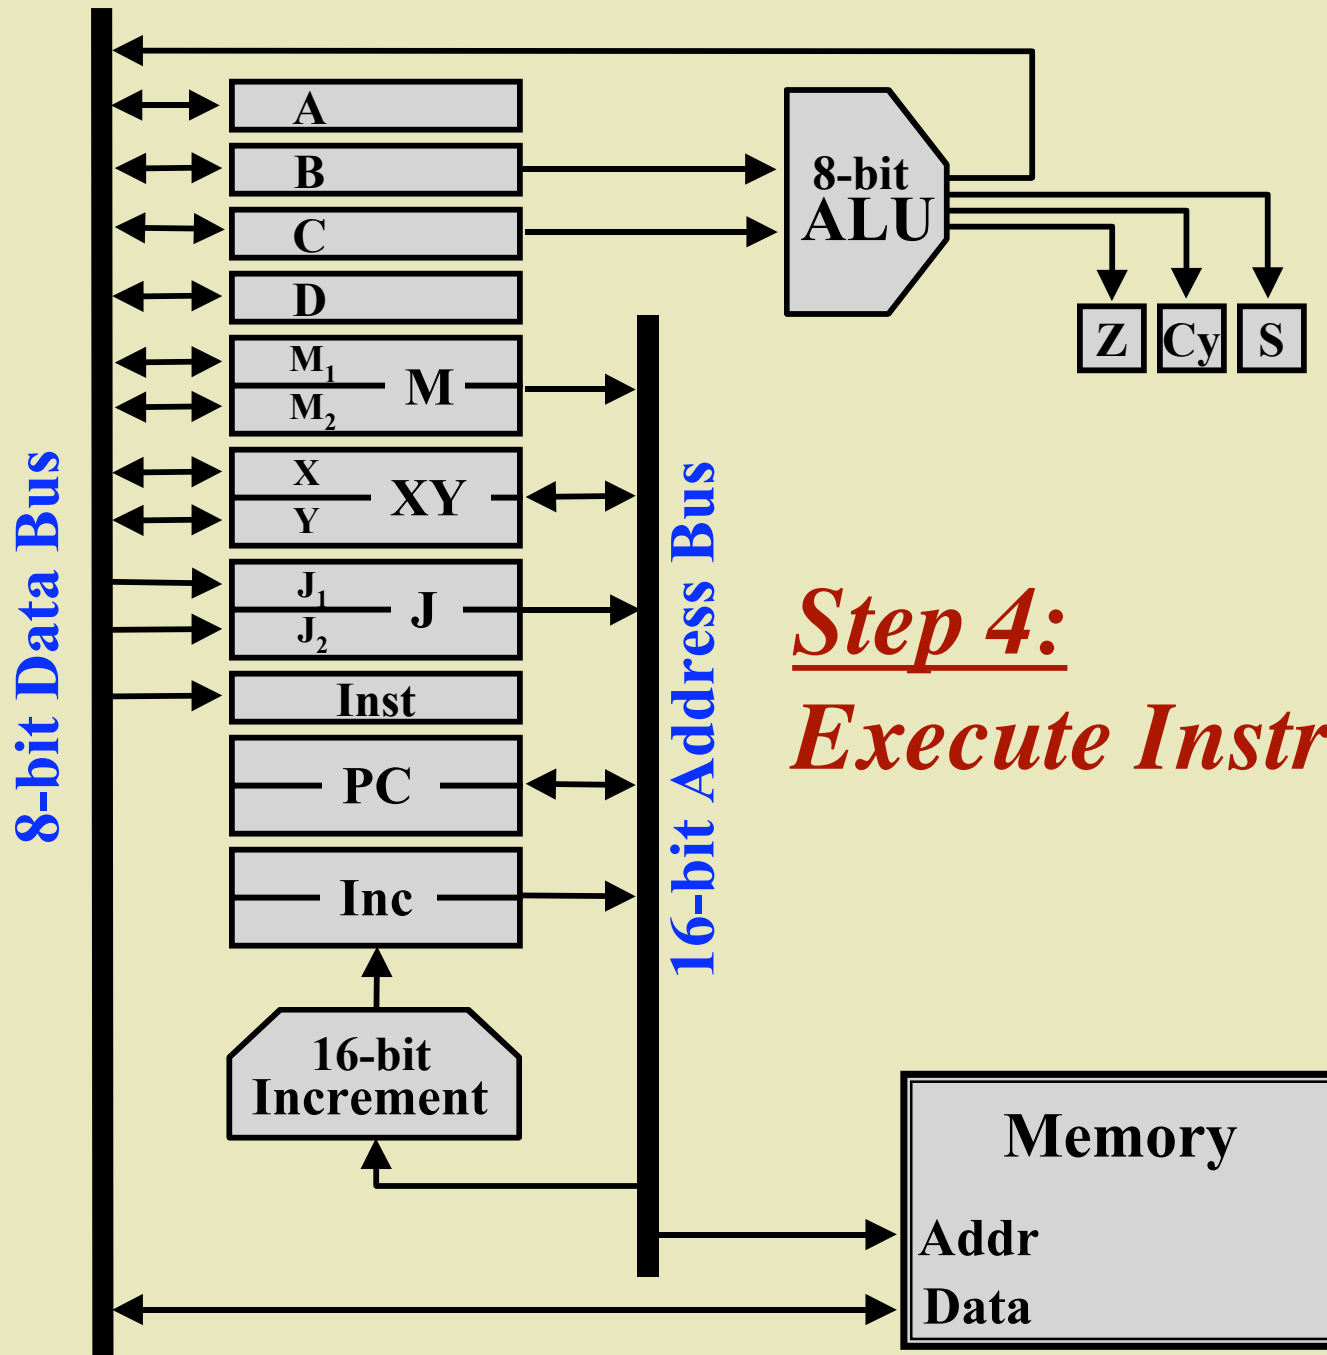 A
B
C
D
M1
M
M2
X
XY
Y
J1
J
J2
Inst
PC
Inc
16-bit
Increment
8-bit Data Bus
16-bit Address Bus
8-bit
ALU
Z
Cy
S
Step 4:
Execute Instr
Memory
Addr
Data